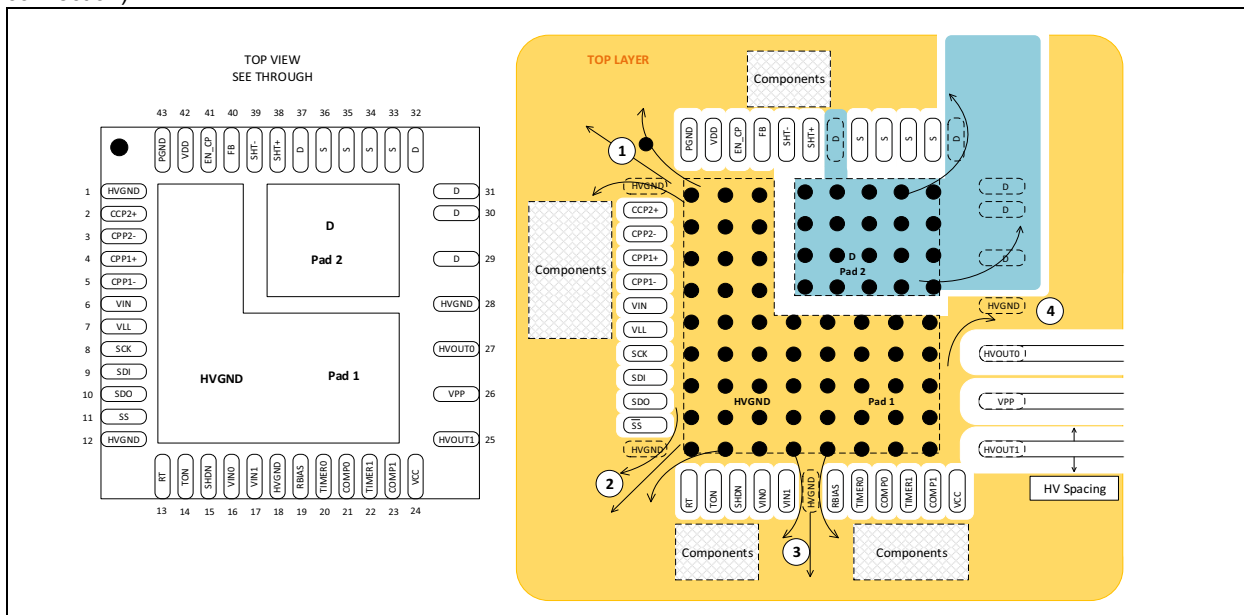 TOP VIEW
SEE THROUGH
43 42 41 40 39 38 37 36 35 34 33 32
PGND VDD EN_CP FB SHT- SHT+ D S S S S D
1 HVGND
2 CCP2+
3 CPP2-
4 CPP1+
5 CPP1-
6 VIN
7 VLL
8 SCK
9 SDI
10 SDO
11 SS
12 HVGND
D
Pad 2
HVGND
Pad 1
D 31
D 30
D 29
HVGND 28
HVOUT0 27
VPP 26
HVOUT1 25
RT TON SHDN VIN0 VIN1 HVGND RBIAS TIMER0 COMP0 TIMER1 COMP1 VCC
13 14 15 16 17 18 19 20 21 22 23 24
TOP LAYER
Components
1
PGND VDD EN_CP FB SHT- SHT+ D S S S S D
HVGND
CCP2+
CPP2-
CPP1+
CPP1-
VIN
VLL
SCK
SDI
SDO
SS
HVGND
Components
D
Pad 2
HVGND
Pad 1
D
D
D
HVGND
4
HVOUT0
VPP
HVOUT1
HV Spacing
2
RT TON SHDN VIN0 VIN1 HVGND RBIAS TIMER0 COMP0 TIMER1 COMP1 VCC
Components
3
Components